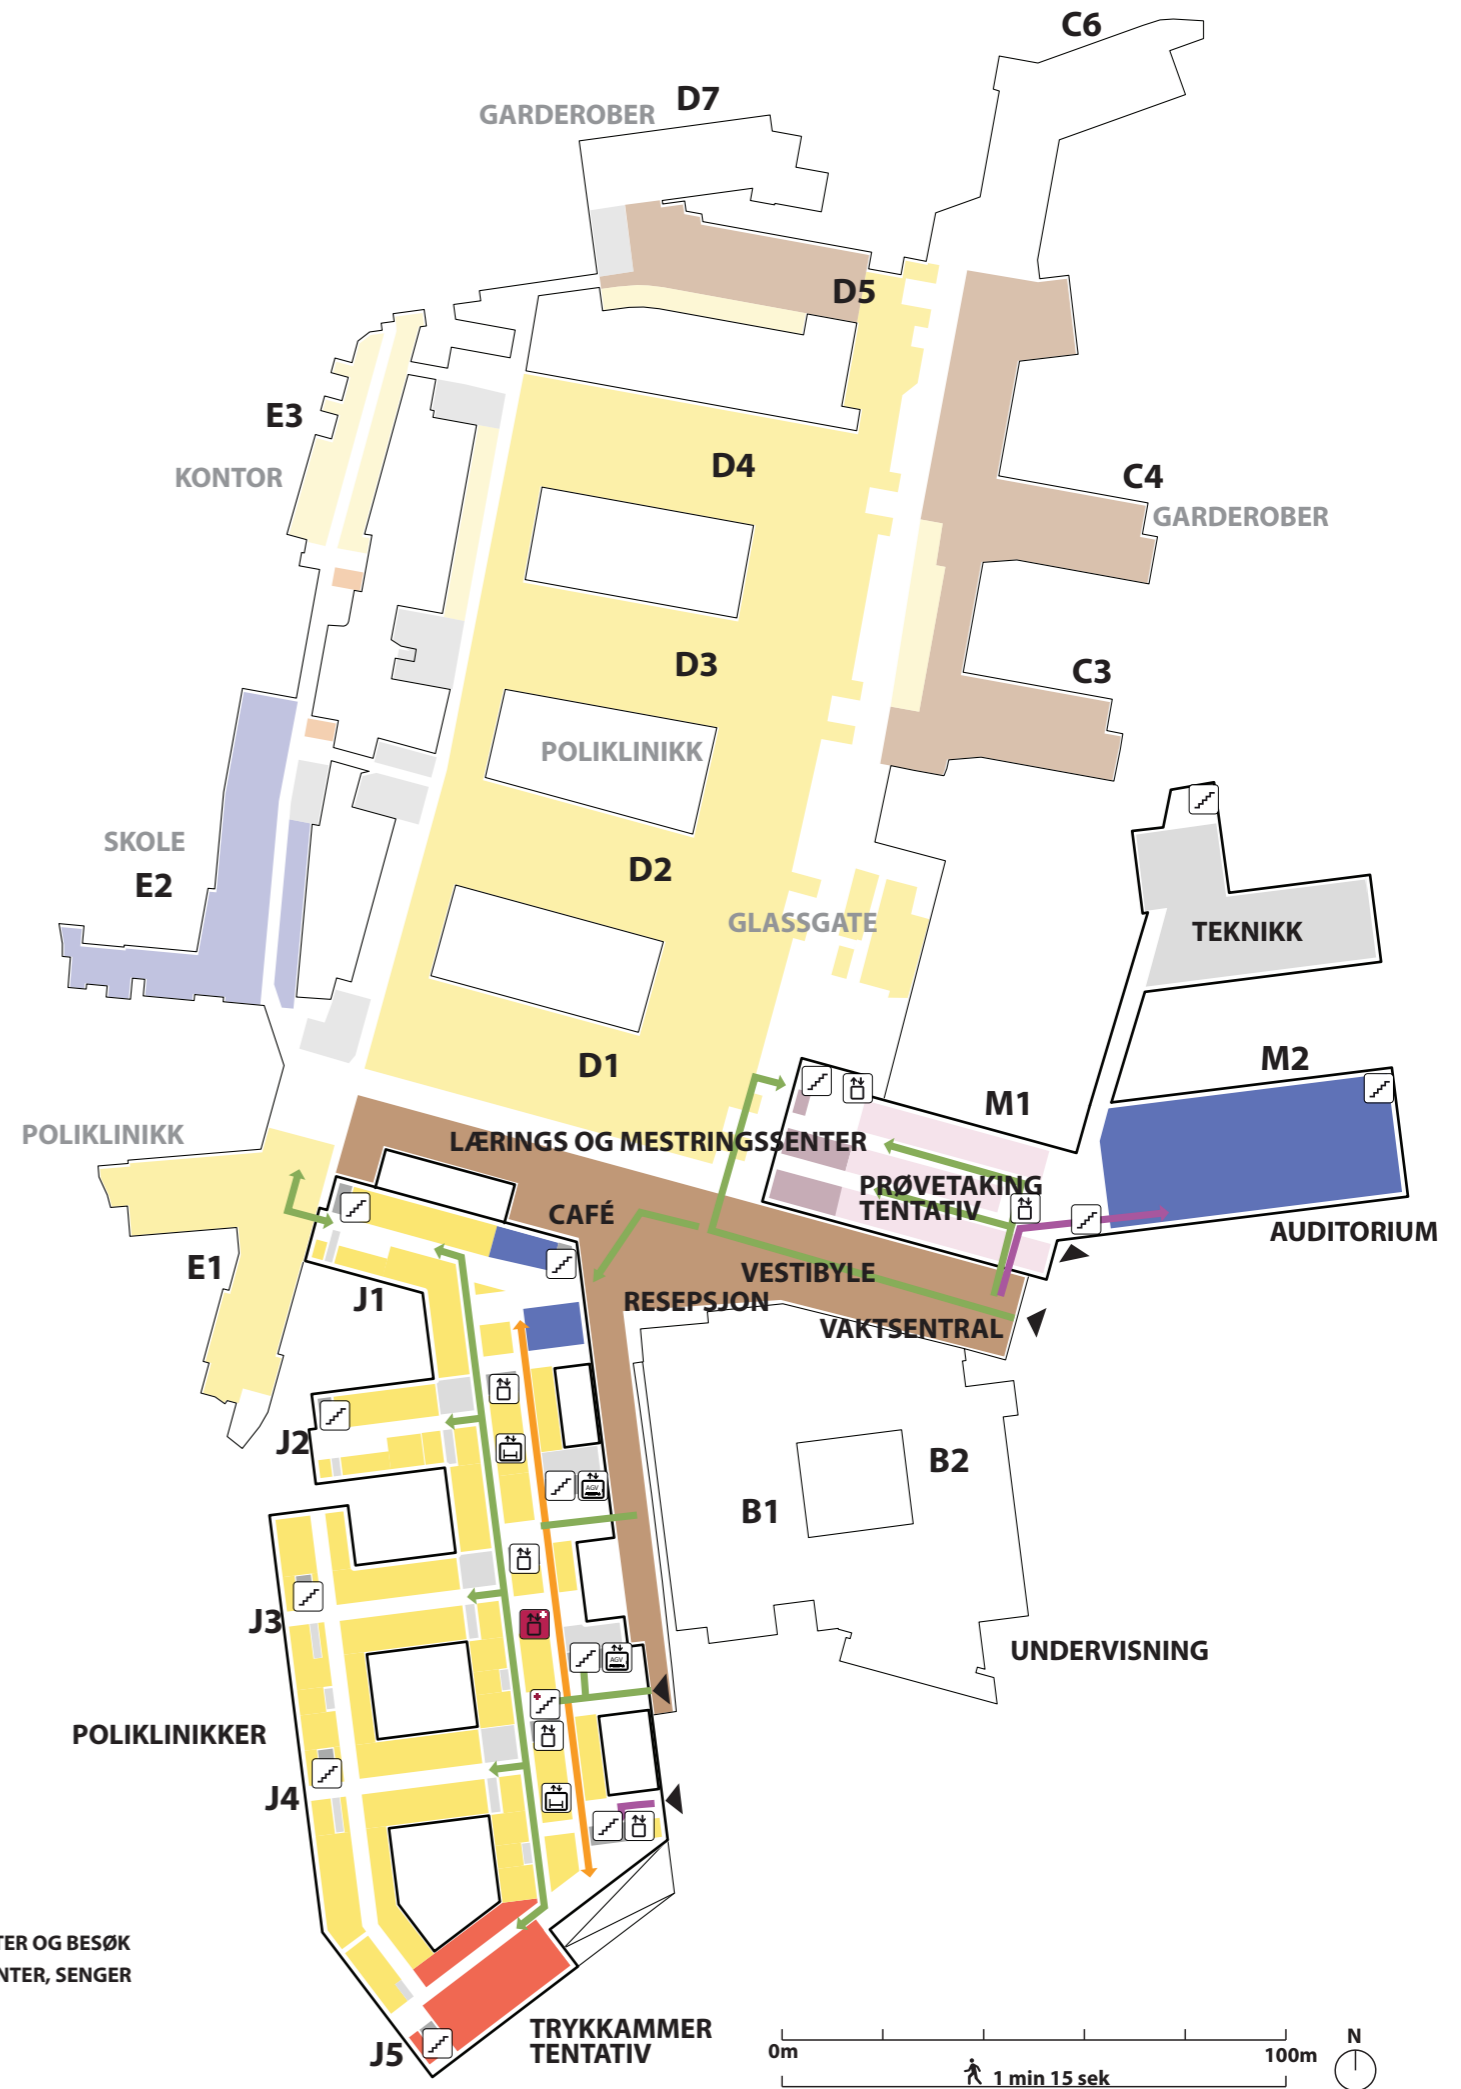 C6
D7
GARDEROBER
D5
E3
D4
KONTOR
C4
GARDEROBER
D3
C3
POLIKLINIKK
SKOLE
D2
E2
GLASSGATE
TEKNIKK
M2
D1
M1
POLIKLINIKK
LÆRINGS OG MESTRINGSSENTER
PRØVETAKING
TENTATIV
CAFÉ
AUDITORIUM
E1
VESTIBYLE
J1
RESEPSJON
VAKTSENTRAL
J2
B2
AGV
B1
J3
UNDERVISNING
AGV
POLIKLINIKKER
J4
TER OG BESØK
NTER, SENGER
TRYKKAMMER
TENTATIV
J5
0m
100m
N
1 min 15 sek